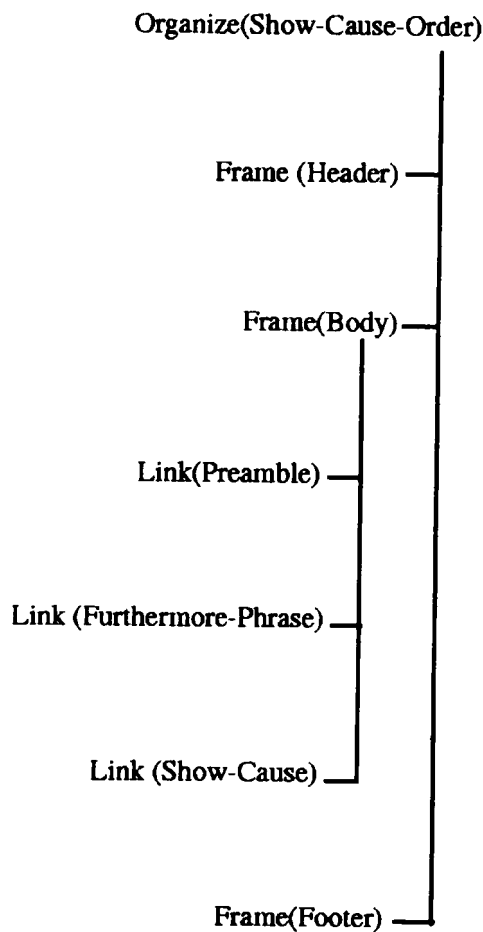 Organize(Show-Cause-Order)
Frame (Header)
Frame(Body)
Link(Preamble)
Link (Furthermore-Phrase)
Link (Show-Cause)
Frame(Footer)